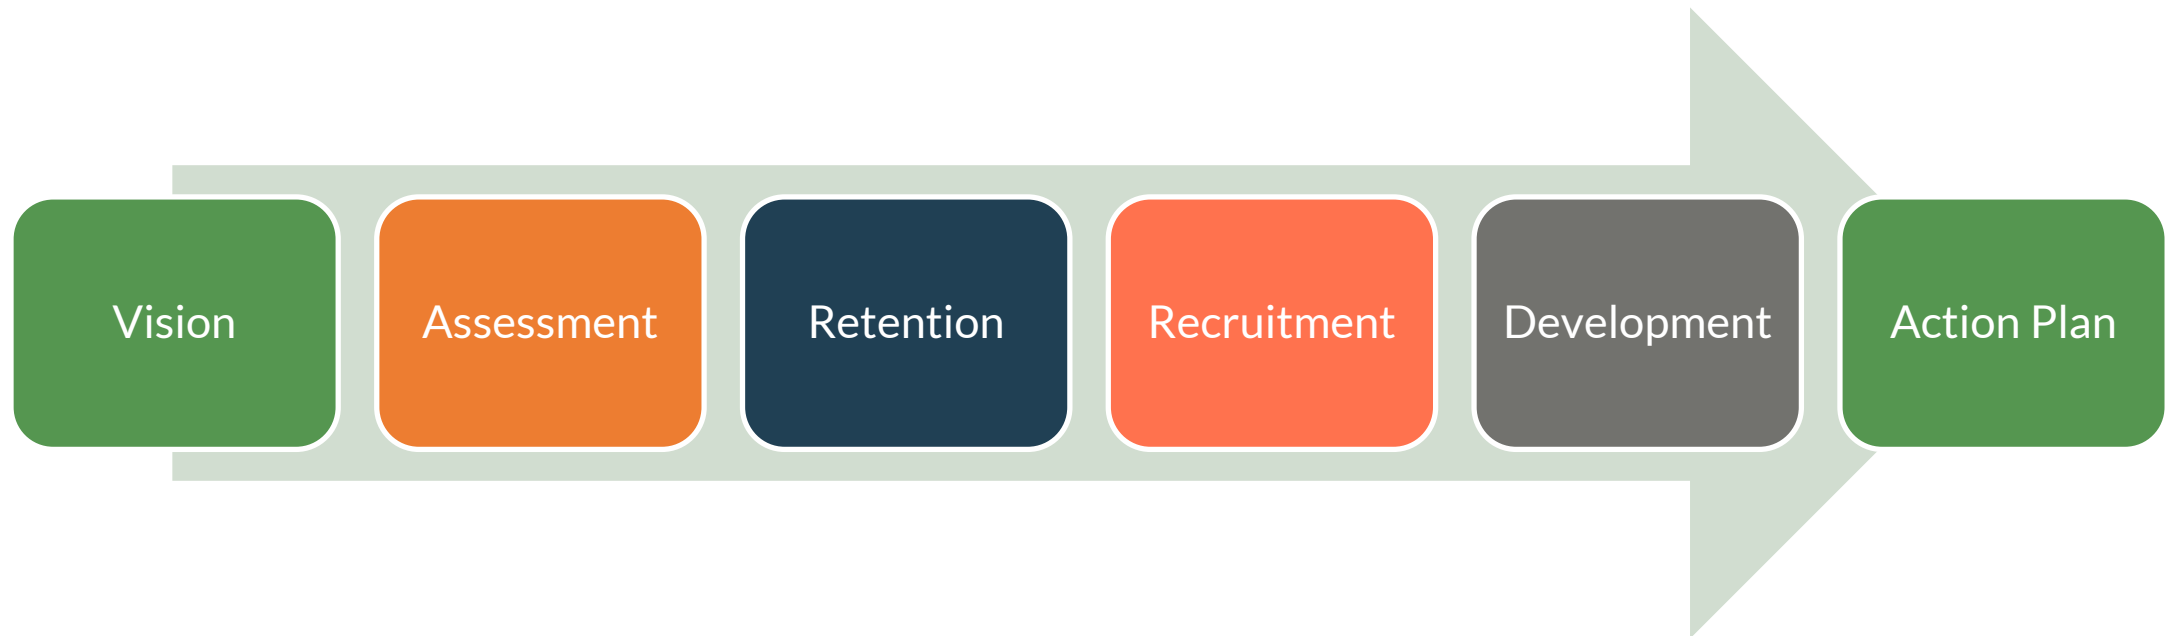 Vision
Assessment
Retention
Recruitment
Development
Action Plan